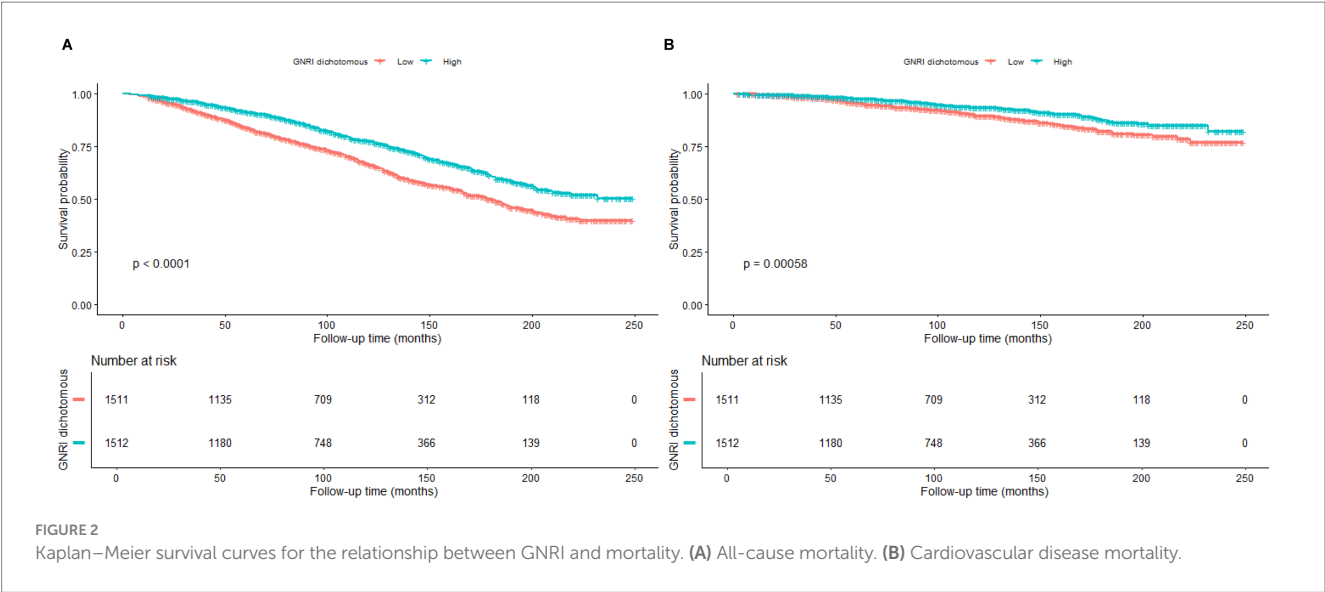 A
GNRI dichotomous Low High
Survival probability
1.00
0.75
0.50
0.25
0.00
p < 0.0001
0 50 100 150 200 250
Follow-up time (months)
Number at risk
GNRI dichotomous
1511 1135 709 312 118 0
1512 1180 748 366 139 0
0 50 100 150 200 250
Follow-up time (months)
B
GNRI dichotomous Low High
Survival probability
1.00
0.75
0.50
0.25
0.00
p = 0.00058
0 50 100 150 200 250
Follow-up time (months)
Number at risk
GNRI dichotomous
1511 1135 709 312 118 0
1512 1180 748 366 139 0
0 50 100 150 200 250
Follow-up time (months)
FIGURE 2
Kaplan–Meier survival curves for the relationship between GNRI and mortality. (A) All-cause mortality. (B) Cardiovascular disease mortality.